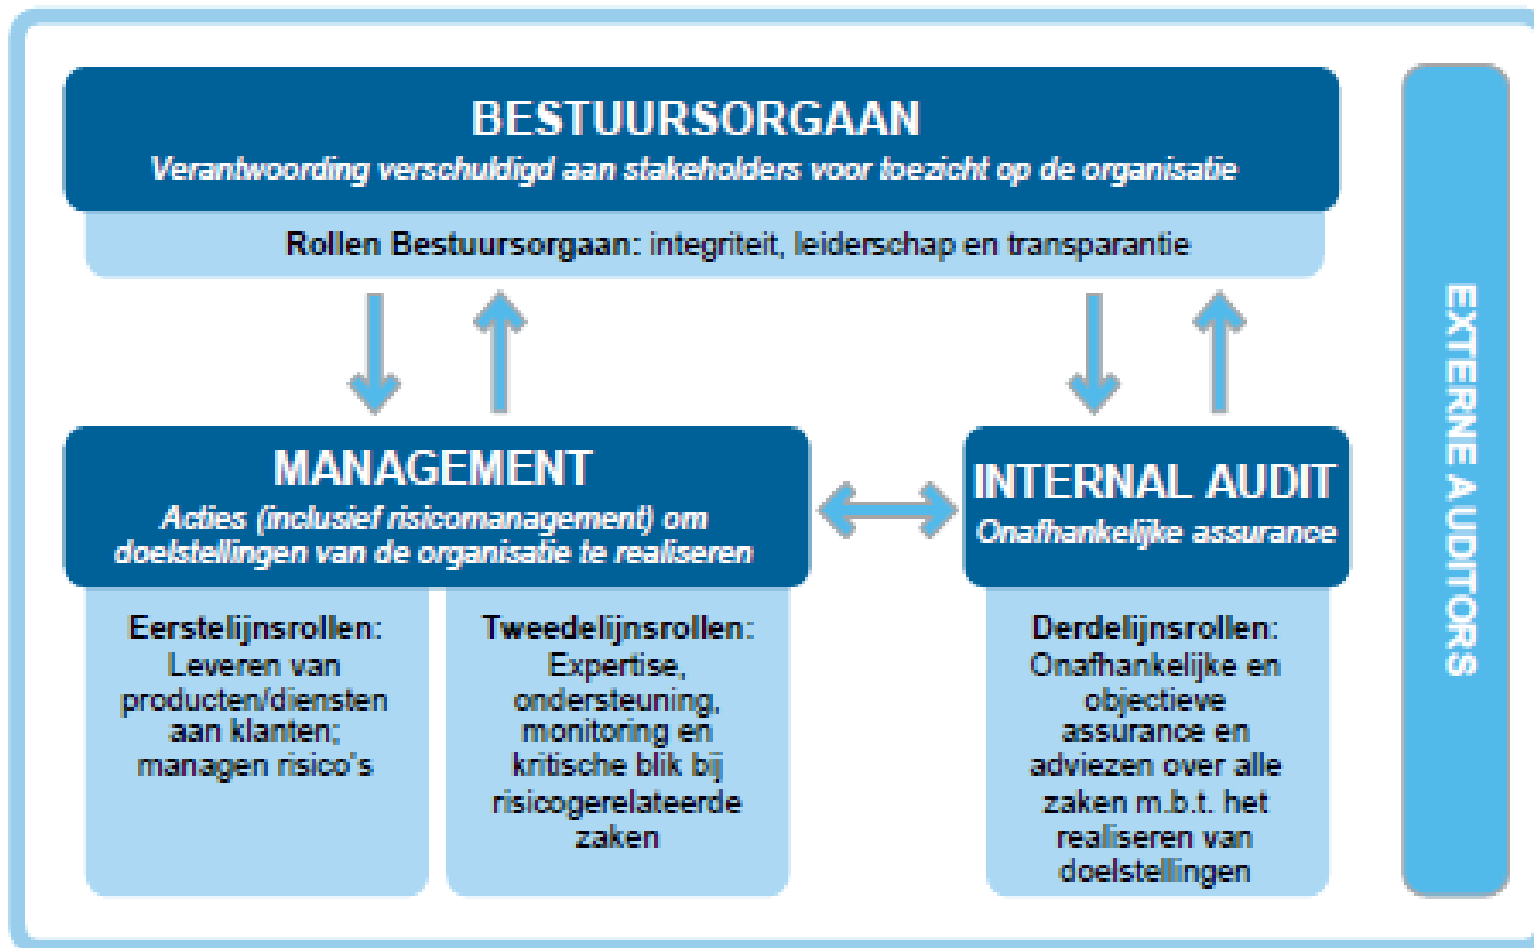 BESTUURSORGAAN
Verantwoording verschuldigd aan stakeholders voor toezicht op de organisatie
Rollen Bestuursorgaan: integriteit, leiderschap en transparantie
MANAGEMENT
Acties (inclusief risicomanagement) om
doelstellingen van de organisatie te realiseren
Eerstelijnsrollen:
Leveren van
producten/diensten
aan klanten;
managen risico's
Tweedelijnsrollen:
Expertise,
ondersteuning,
monitoring en
kritische blik bij
risicogerelateerde
zaken
INTERNAL AUDIT
Onafhankelijke assurance
Derdelijnsrollen:
Onafhankelijke en
objectieve
assurance en
adviezen over alle
zaken m.b.t. het
realiseren van
doelstellingen
EXTERNE AUDITORS